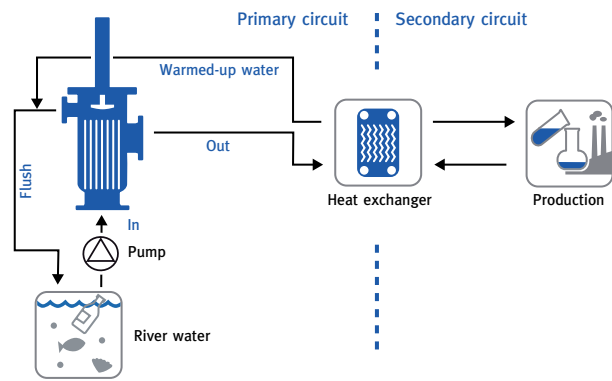 Primary circuit
Secondary circuit
Warmed-up water
Out
Flush
In
Pump
Heat exchanger
Production
River water